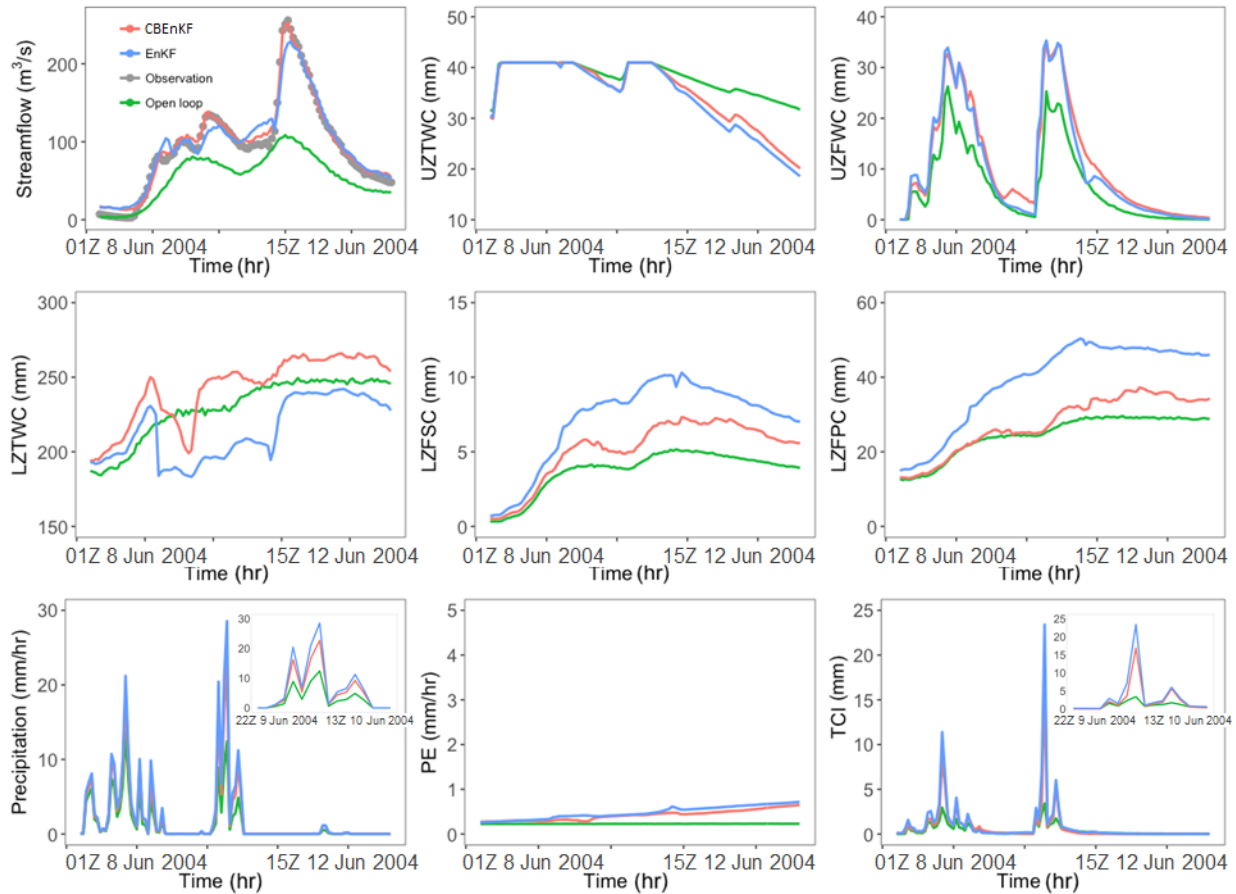 CBEnKF
EnKF
Observation
Open loop
Streamflow (m³/s)
200
100
0
01Z 8 Jun 2004 15Z 12 Jun 2004
Time (hr)
UZTWC (mm)
50
40
30
20
10
01Z 8 Jun 2004 15Z 12 Jun 2004
Time (hr)
UZFWC (mm)
40
30
20
10
0
01Z 8 Jun 2004 15Z 12 Jun 2004
Time (hr)
LZTWC (mm)
300
250
200
150
01Z 8 Jun 2004 15Z 12 Jun 2004
Time (hr)
LZFSC (mm)
15
10
5
0
01Z 8 Jun 2004 15Z 12 Jun 2004
Time (hr)
LZFPC (mm)
60
40
20
0
01Z 8 Jun 2004 15Z 12 Jun 2004
Time (hr)
Precipitation (mm/hr)
30
20
10
0
30
20
10
0
22Z 9 Jun 2004 13Z 10 Jun 2004
01Z 8 Jun 2004 15Z 12 Jun 2004
Time (hr)
PE (mm/hr)
5
4
3
2
1
0
01Z 8 Jun 2004 15Z 12 Jun 2004
Time (hr)
TCI (mm)
25
20
15
10
5
0
25
20
15
10
5
0
22Z 9 Jun 2004 13Z 10 Jun 2004
01Z 8 Jun 2004 15Z 12 Jun 2004
Time (hr)